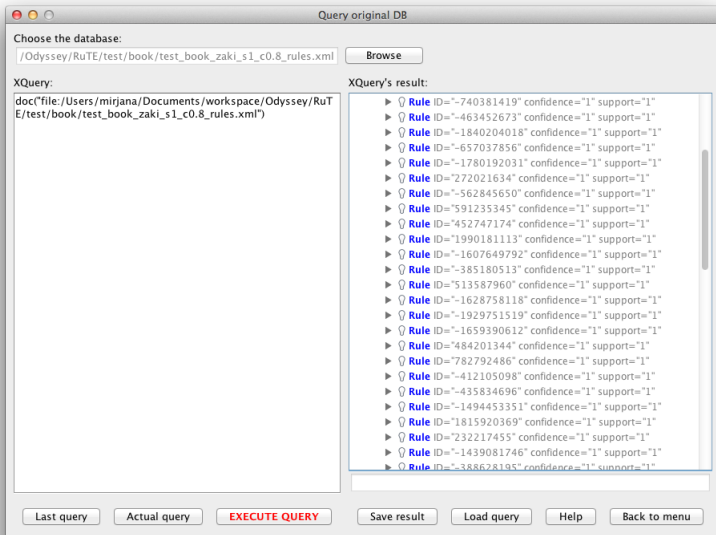 Query original DB
Choose the database:
/Odyssey/RuTE/test/book/test_book_zaki_s1_c0.8_rules.xml
Browse
XQuery:
doc("file:/Users/mirjana/Documents/workspace/Odyssey/RuT
E/test/book/test_book_zaki_s1_c0.8_rules.xml")
XQuery's result:
Rule ID="-740381419" confidence="1" support="1"
Rule ID="-463452673" confidence="1" support="1"
Rule ID="-1840204018" confidence="1" support="1"
Rule ID="-657037856" confidence="1" support="1"
Rule ID="-1780192031" confidence="1" support="1"
Rule ID="272021634" confidence="1" support="1"
Rule ID="-562845650" confidence="1" support="1"
Rule ID="591235345" confidence="1" support="1"
Rule ID="452747174" confidence="1" support="1"
Rule ID="1990181113" confidence="1" support="1"
Rule ID="-1607649792" confidence="1" support="1"
Rule ID="-385180513" confidence="1" support="1"
Rule ID="513587960" confidence="1" support="1"
Rule ID="-1628758118" confidence="1" support="1"
Rule ID="-1929751519" confidence="1" support="1"
Rule ID="-1659390612" confidence="1" support="1"
Rule ID="484201344" confidence="1" support="1"
Rule ID="782792486" confidence="1" support="1"
Rule ID="-412105098" confidence="1" support="1"
Rule ID="-435834696" confidence="1" support="1"
Rule ID="-1494453351" confidence="1" support="1"
Rule ID="1815920369" confidence="1" support="1"
Rule ID="232217455" confidence="1" support="1"
Rule ID="-1439081746" confidence="1" support="1"
Rule ID="-388628195" confidence="1" support="1"
Last query
Actual query
EXECUTE QUERY
Save result
Load query
Help
Back to menu